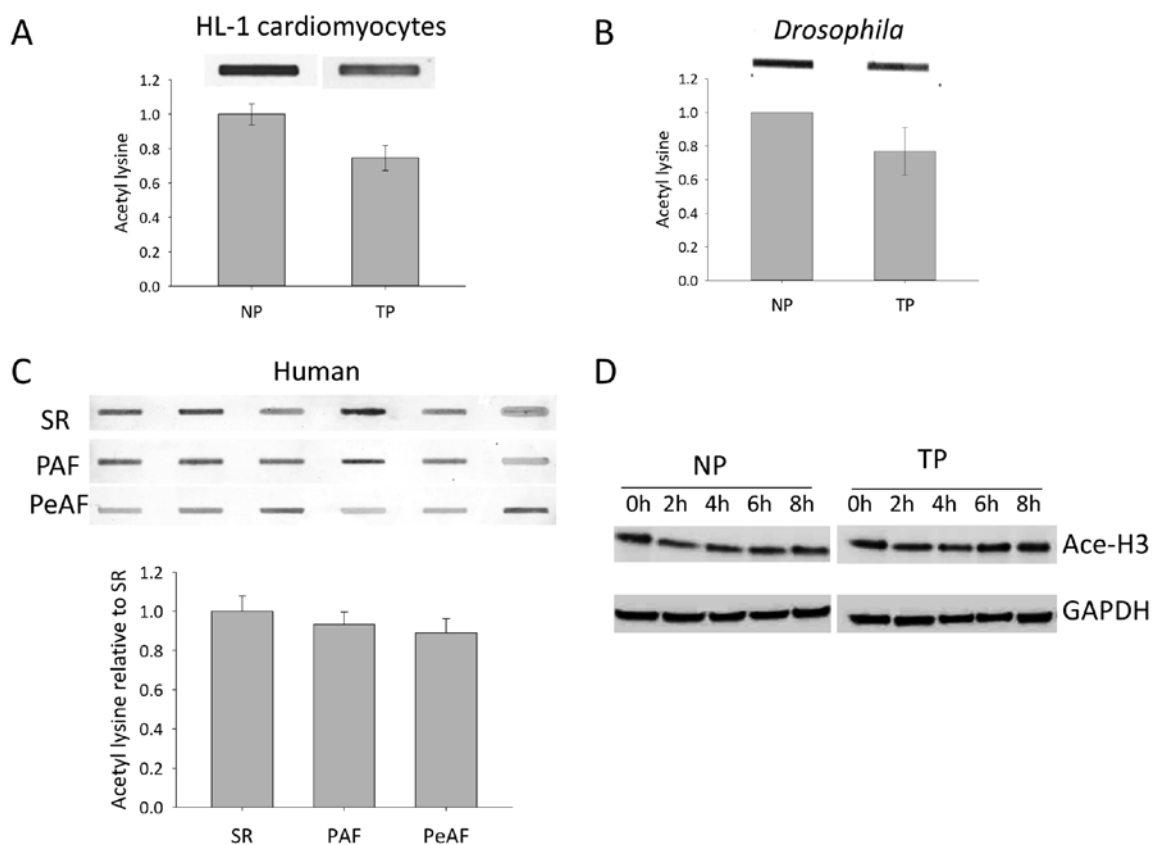 A
HL-1 cardiomyocytes
1.2
1.0
0.8
0.6
0.4
0.2
0.0
Acetyl lysine
NP TP
B
Drosophila
1.2
1.0
0.8
0.6
0.4
0.2
0.0
Acetyl lysine
NP TP
C
Human
SR
PAF
PeAF
1.2
1.0
0.8
0.6
0.4
0.2
0.0
Acetyl lysine relative to SR
SR PAF PeAF
D
NP TP
0h 2h 4h 6h 8h 0h 2h 4h 6h 8h
Ace-H3
GAPDH